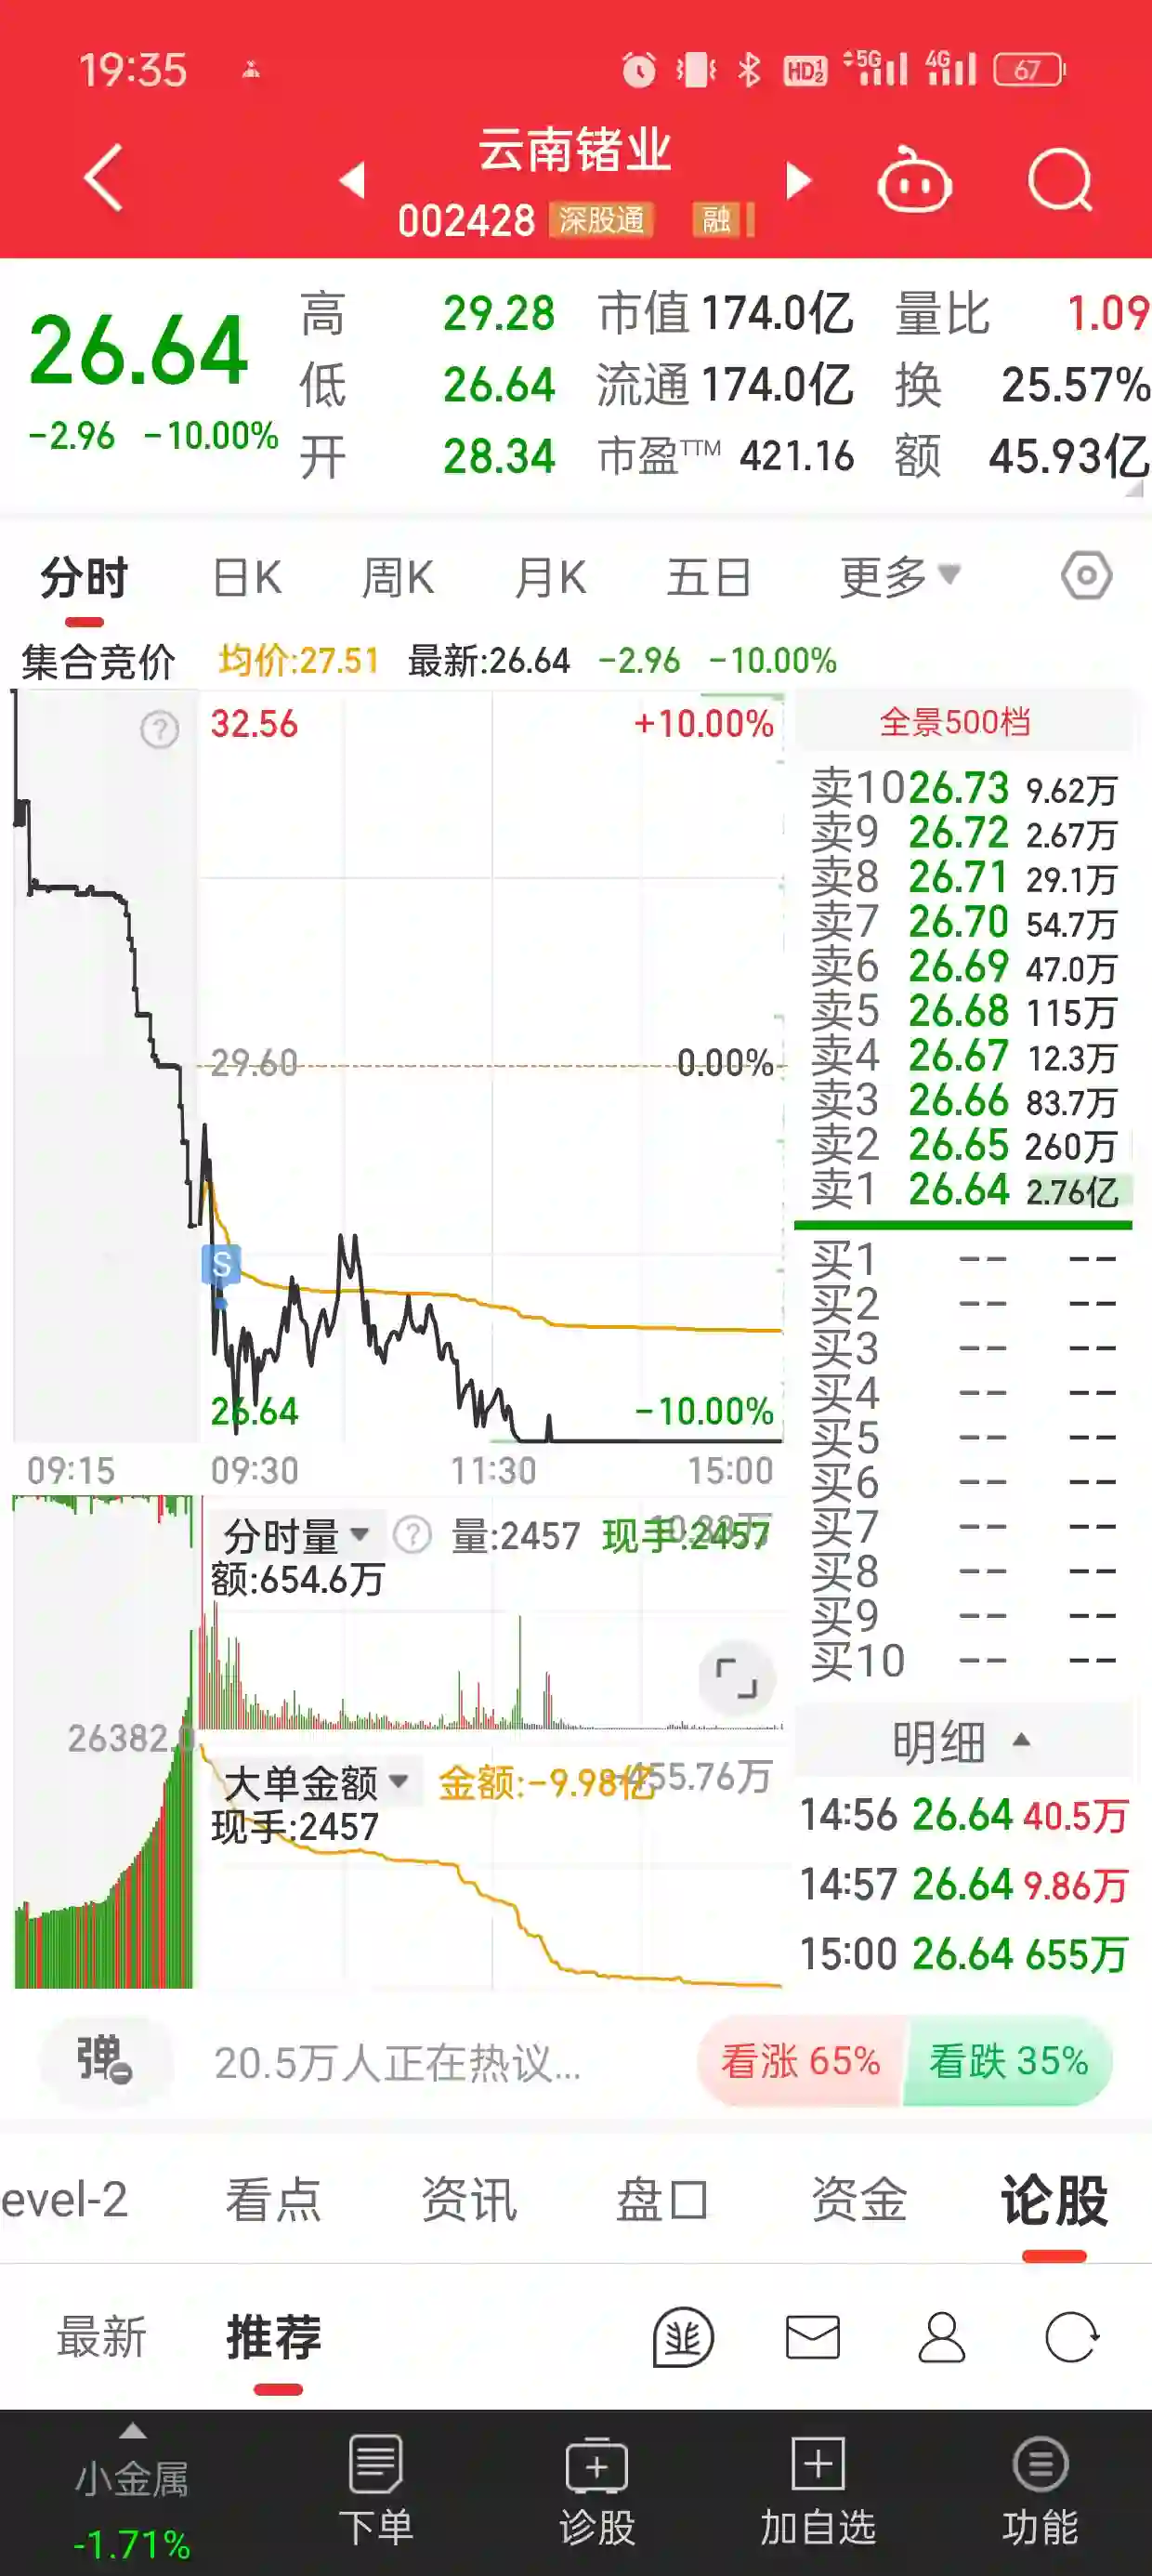 19:35 HD1 2 5G 4G 67
云南锗业
002428 深股通 融
26.64
-2.96 -10.00%
高 29.28 市值 174.0亿 量比 1.09
低 26.64 流通 174.0亿 换 25.57%
开 28.34 市盈TTM 421.16 额 45.93亿
分时 日K 周K 月K 五日 更多
集合竞价 均价:27.51 最新:26.64 -2.96 -10.00%
32.56 +10.00%
29.60 0.00%
S
26.64 -10.00%
09:15 09:30 11:30 15:00
全景500档
卖10 26.73 9.62万
卖9 26.72 2.67万
卖8 26.71 29.1万
卖7 26.70 54.7万
卖6 26.69 47.0万
卖5 26.68 115万
卖4 26.67 12.3万
卖3 26.66 83.7万
卖2 26.65 260万
卖1 26.64 2.76亿
买1 -- --
买2 -- --
买3 -- --
买4 -- --
买5 -- --
买6 -- --
买7 -- --
买8 -- --
买9 -- --
买10 -- --
分时量 ? 量:2457 现手:2457
额:654.6万
26382.0
大单金额 金额:-9.98亿
现手:2457
明细
14:56 26.64 40.5万
14:57 26.64 9.86万
15:00 26.64 655万
弹 20.5万人正在热议... 看涨 65% 看跌 35%
evel-2 看点 资讯 盘口 资金 论股
最新 推荐
小金属
-1.71%
下单 诊股 加自选 功能